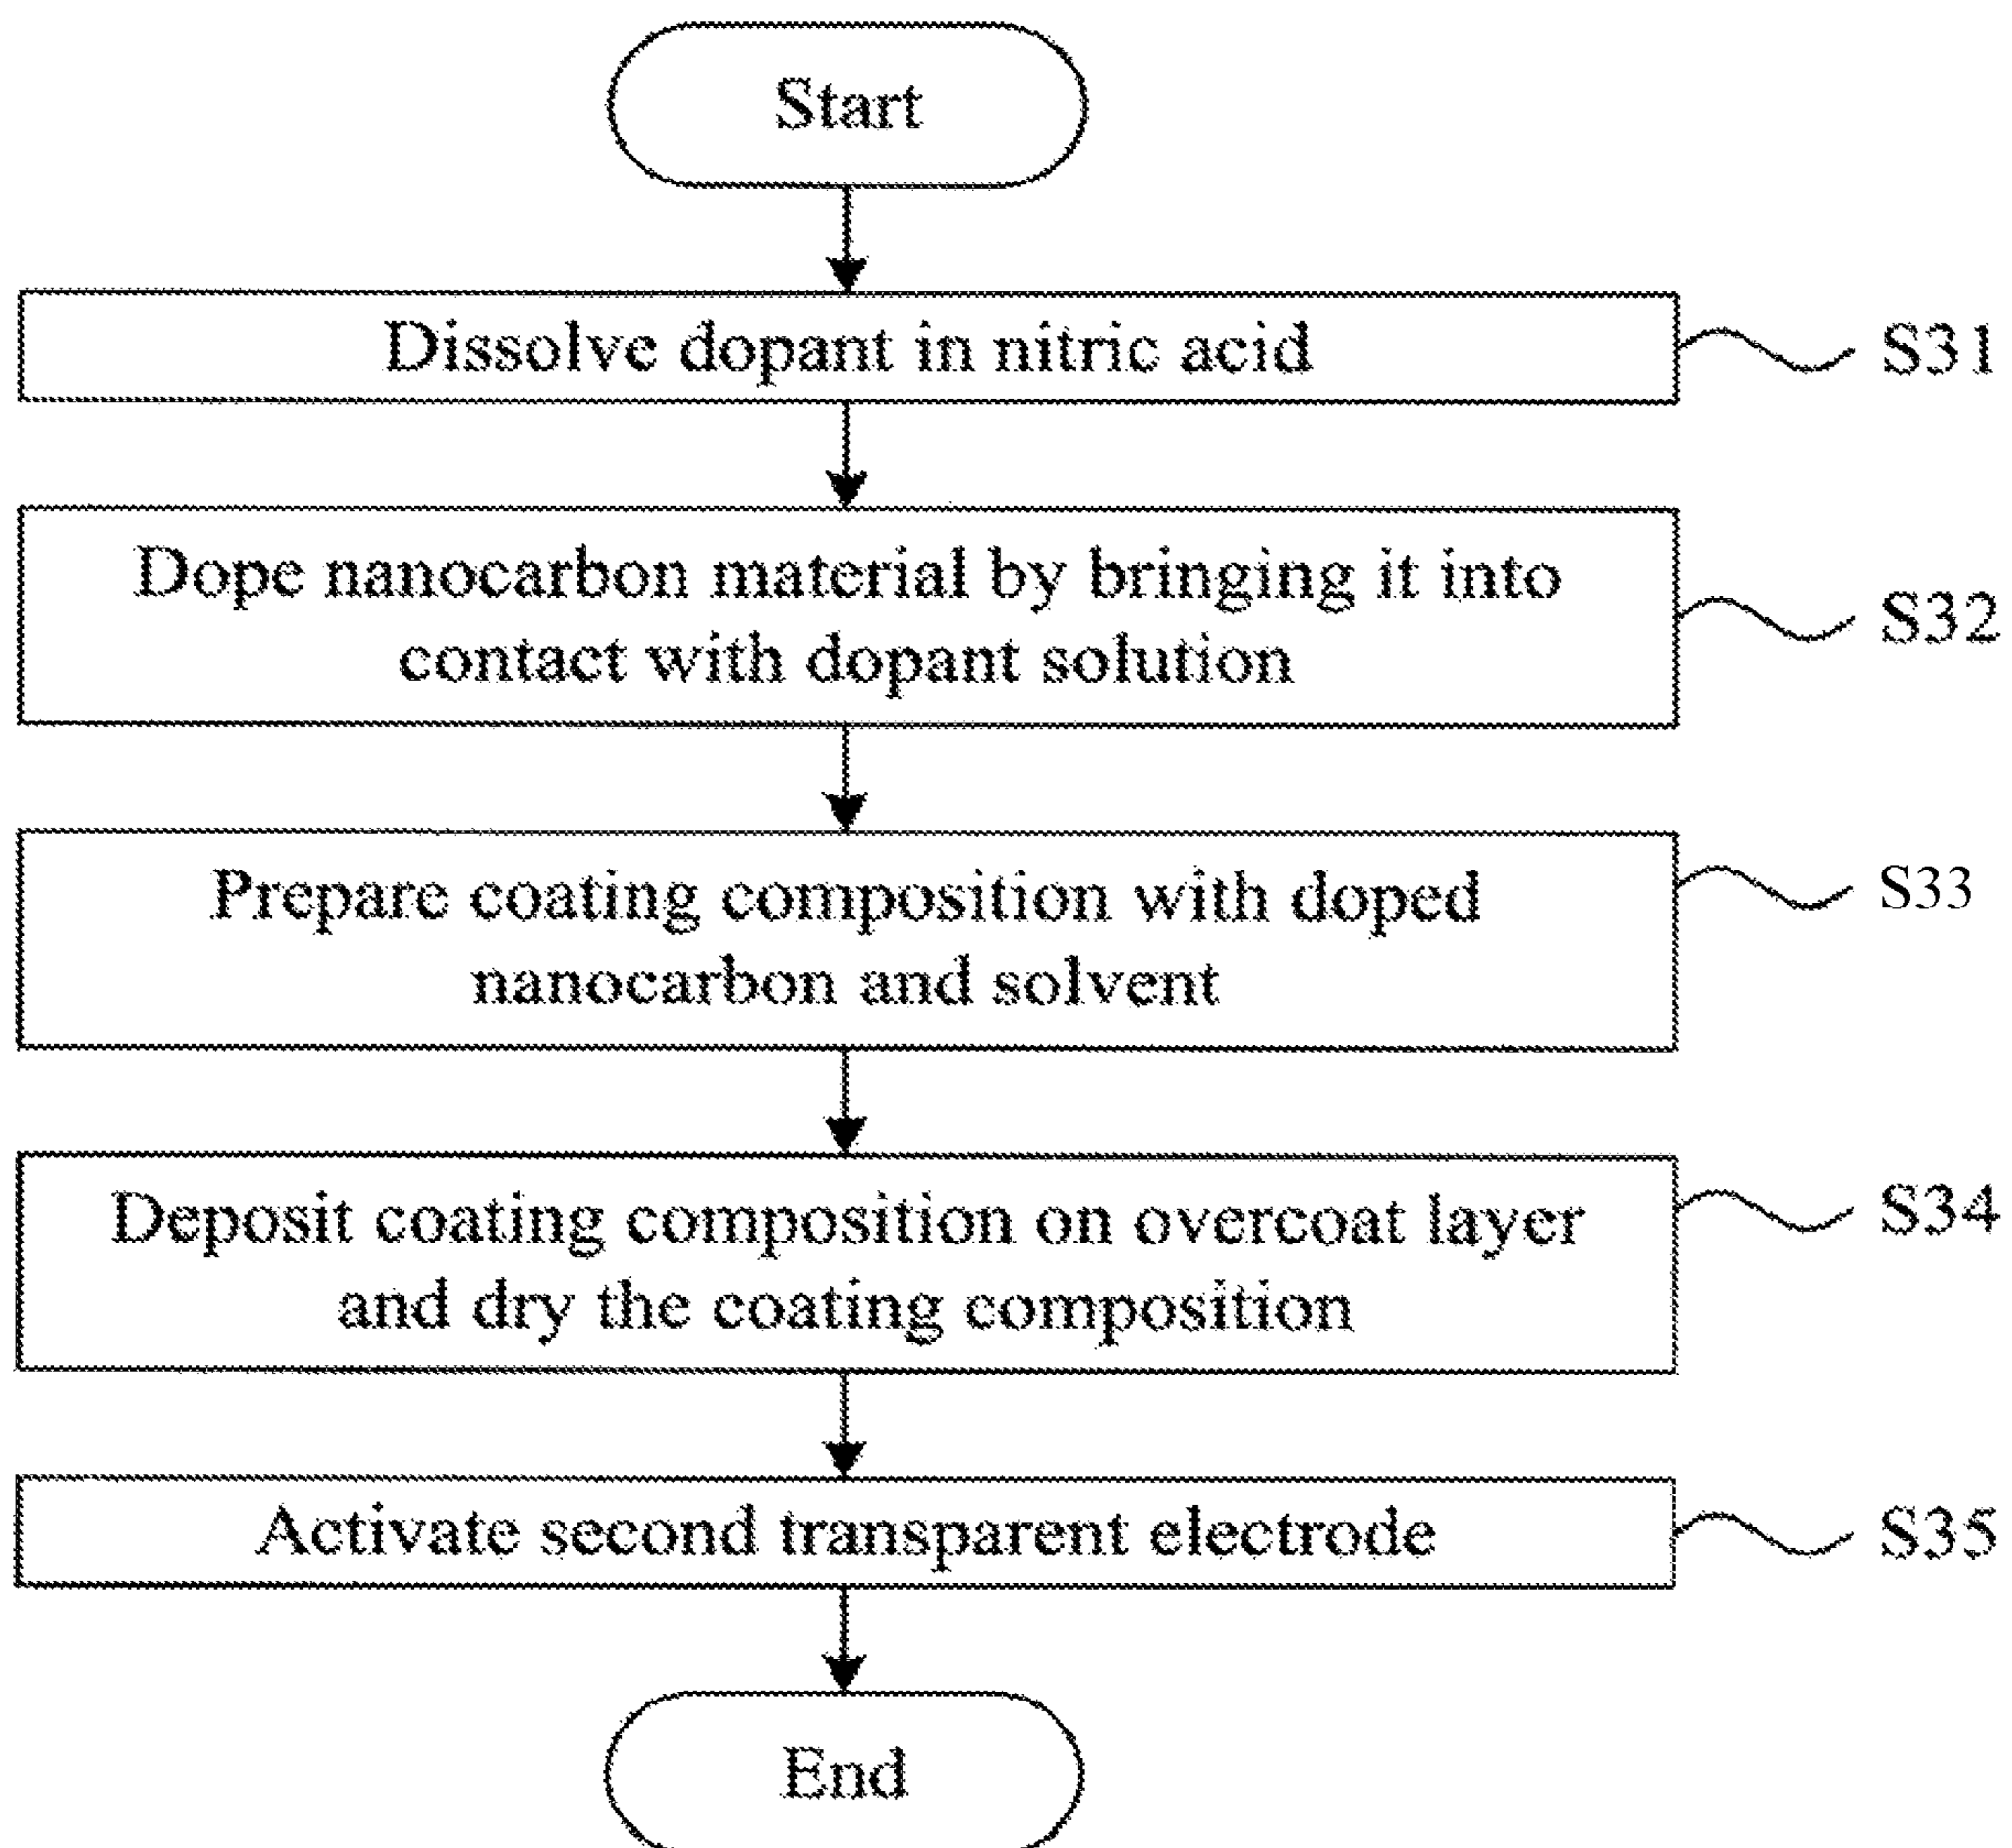 Start
Dissolve dopant in nitric acid
S31
Dope nanocarbon material by bringing it into
contact with dopant solution
S32
Prepare coating composition with doped
nanocarbon and solvent
S33
Deposit coating composition on overcoat layer
and dry the coating composition
S34
Activate second transparent electrode
S35
End